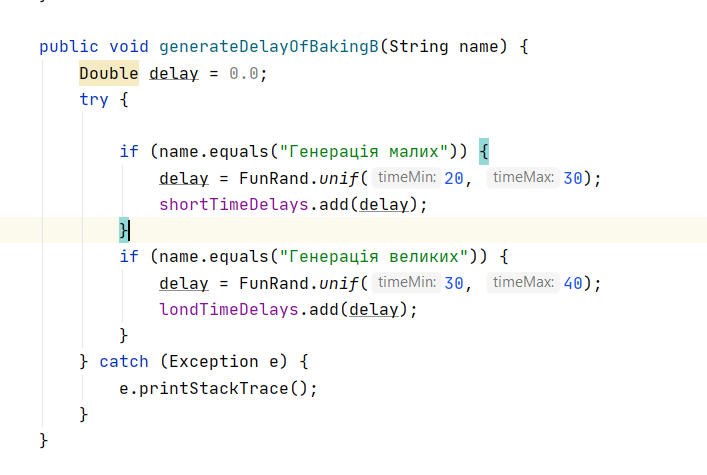 public void generateDelayOfBakingB(String name) {
Double delay = 0.0;
try {
if (name.equals("Генерація малих")) {
delay = FunRand.unif( timeMin: 20, timeMax: 30);
shortTimeDelays.add(delay);
}
if (name.equals("Генерація великих")) {
delay = FunRand.unif( timeMin: 30, timeMax: 40);
londTimeDelays.add(delay);
}
} catch (Exception e) {
e.printStackTrace();
}
}